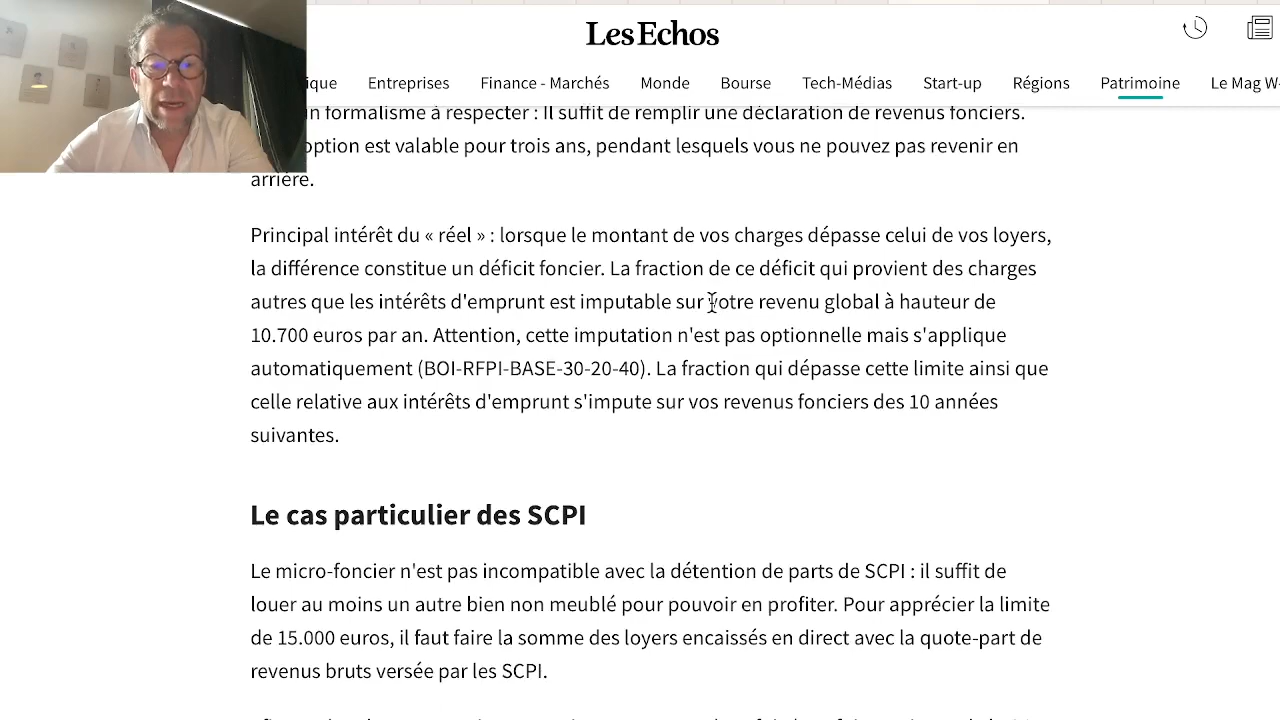 Les Echos
ique Entreprises Finance - Marchés Monde Bourse Tech-Médias Start-up Régions Patrimoine Le Mag W-
n formalisme à respecter : Il suffit de remplir une déclaration de revenus fonciers.
option est valable pour trois ans, pendant lesquels vous ne pouvez pas revenir en
arrière.
Principal intérêt du « réel » : lorsque le montant de vos charges dépasse celui de vos loyers,
la différence constitue un déficit foncier. La fraction de ce déficit qui provient des charges
autres que les intérêts d'emprunt est imputable sur votre revenu global à hauteur de
10.700 euros par an. Attention, cette imputation n'est pas optionnelle mais s'applique
automatiquement (BOI-RFPI-BASE-30-20-40). La fraction qui dépasse cette limite ainsi que
celle relative aux intérêts d'emprunt s'impute sur vos revenus fonciers des 10 années
suivantes.
Le cas particulier des SCPI
Le micro-foncier n'est pas incompatible avec la détention de parts de SCPI : il suffit de
louer au moins un autre bien non meublé pour pouvoir en profiter. Pour apprécier la limite
de 15.000 euros, il faut faire la somme des loyers encaissés en direct avec la quote-part de
revenus bruts versée par les SCPI.